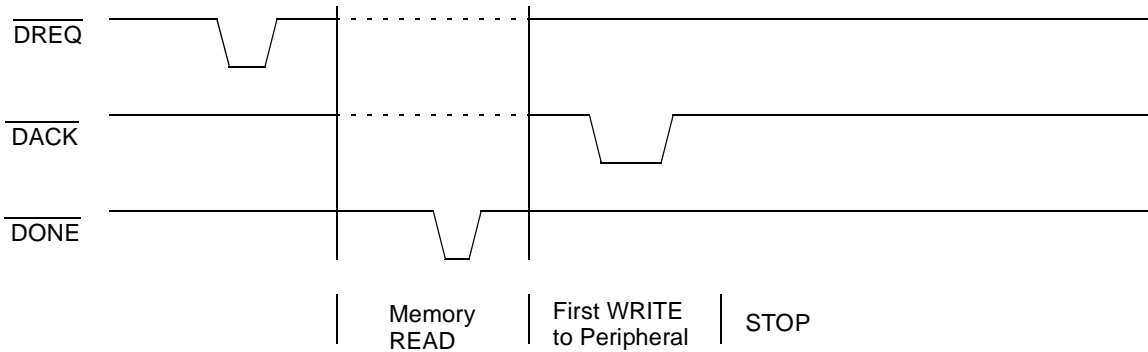 DREQ
DACK
DONE
Memory
READ
First WRITE
to Peripheral
STOP